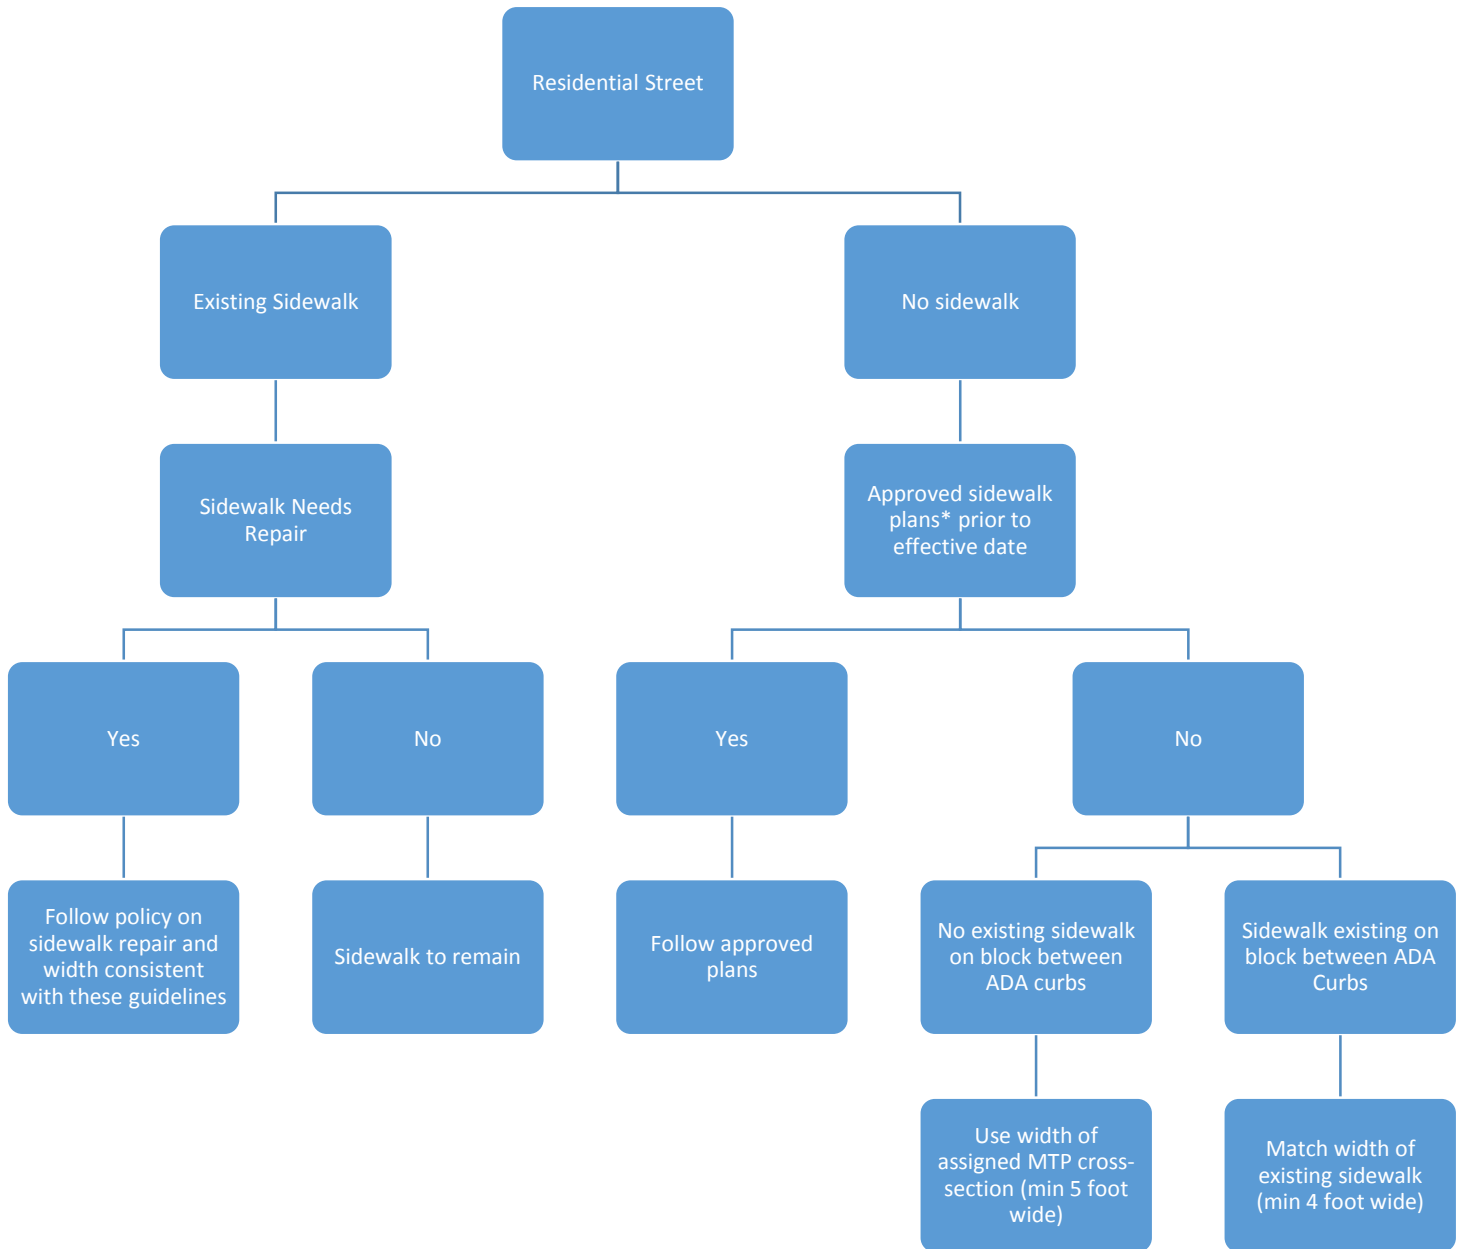 Residential Street
Existing Sidewalk
No sidewalk
Sidewalk Needs
Repair
Approved sidewalk
plans* prior to
effective date
Yes
No
Yes
No
Follow policy on
sidewalk repair and
width consistent
with these guidelines
Sidewalk to remain
Follow approved
plans
No existing sidewalk
on block between
ADA curbs
Sidewalk existing on
block between ADA
Curbs
Use width of
assigned MTP cross-
section (min 5 foot
wide)
Match width of
existing sidewalk
(min 4 foot wide)